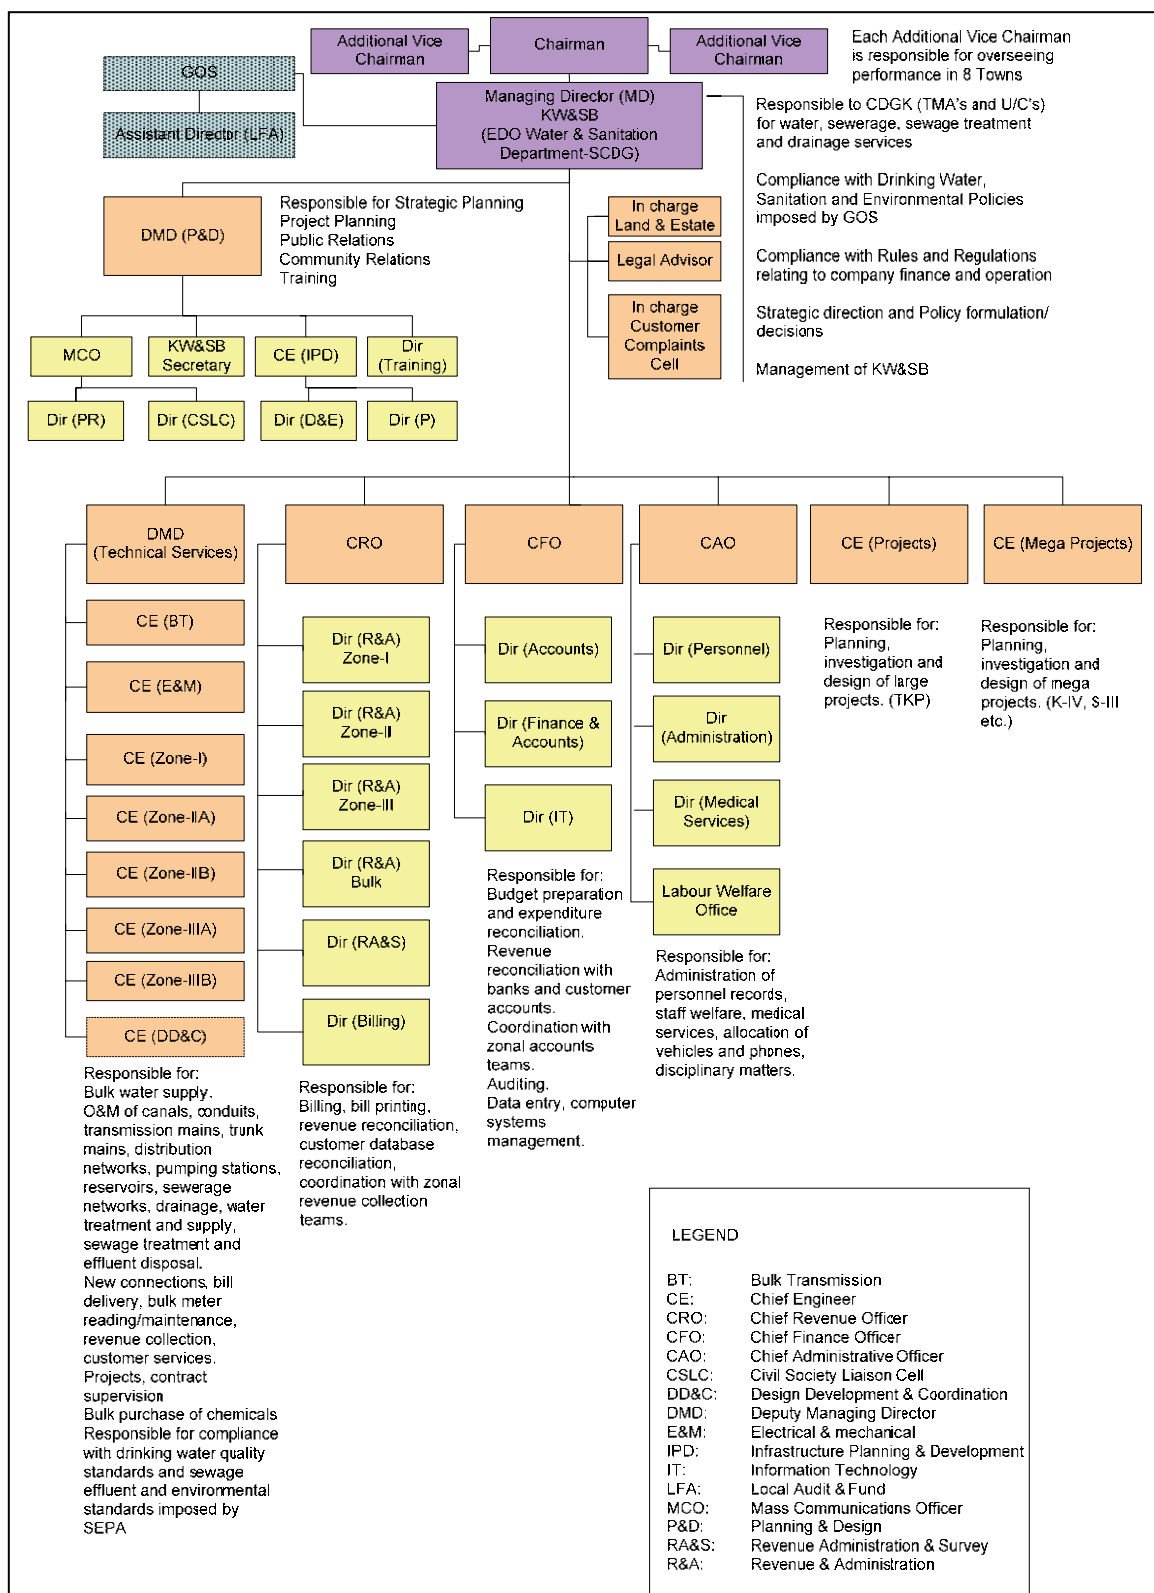 Additional Vice
Chairman
Chairman
Additional Vice
Chairman
Each Additional Vice Chairman
is responsible for overseeing
performance in 8 Towns
GOS
Assistant Director (LFA)
Managing Director (MD)
KW&SB
(EDO Water & Sanitation
Department-SCDG)
Responsible to CDGK (TMA's and U/C's)
for water, sewerage, sewage treatment
and drainage services
Compliance with Drinking Water,
Sanitation and Environmental Policies
imposed by GOS
Compliance with Rules and Regulations
relating to company finance and operation
Strategic direction and Policy formulation/
decisions
Management of KW&SB
DMD (P&D)
Responsible for Strategic Planning
Project Planning
Public Relations
Community Relations
Training
In charge
Land & Estate
Legal Advisor
In charge
Customer
Complaints
Cell
MCO
KW&SB
Secretary
CE (IPD)
Dir
(Training)
Dir (PR)
Dir (CSLC)
Dir (D&E)
Dir (P)
DMD
(Technical Services)
CRO
CFO
CAO
CE (Projects)
CE (Mega Projects)
CE (BT)
CE (E&M)
CE (Zone-I)
CE (Zone-IIA)
CE (Zone-IIB)
CE (Zone-IIIA)
CE (Zone-IIIB)
CE (DD&C)
Responsible for:
Bulk water supply.
O&M of canals, conduits,
transmission mains, trunk
mains, distribution
networks, pumping stations,
reservoirs, sewerage
networks, drainage, water
treatment and supply,
sewage treatment and
effluent disposal.
New connections, bill
delivery, bulk meter
reading/maintenance,
revenue collection,
customer services.
Projects, contract
supervision
Bulk purchase of chemicals
Responsible for compliance
with drinking water quality
standards and sewage
effluent and environmental
standards imposed by
SEPA
Dir (R&A)
Zone-I
Dir (R&A)
Zone-II
Dir (R&A)
Zone-III
Dir (R&A)
Bulk
Dir (RA&S)
Dir (Billing)
Responsible for:
Billing, bill printing,
revenue reconciliation,
customer database
reconciliation,
coordination with zonal
revenue collection
teams.
Dir (Accounts)
Dir (Finance &
Accounts)
Dir (IT)
Responsible for:
Budget preparation
and expenditure
reconciliation.
Revenue
reconciliation with
banks and customer
accounts.
Coordination with
zonal accounts
teams.
Auditing.
Data entry, computer
systems
management.
Dir (Personnel)
Dir
(Administration)
Dir (Medical
Services)
Labour Welfare
Office
Responsible for:
Administration of
personnel records,
staff welfare, medical
services, allocation of
vehicles and phones,
disciplinary matters.
Responsible for:
Planning,
investigation and
design of large
projects. (TKP)
Responsible for:
Planning,
investigation and
design of mega
projects. (K-IV, S-III
etc.)
LEGEND
BT: Bulk Transmission
CE: Chief Engineer
CRO: Chief Revenue Officer
CFO: Chief Finance Officer
CAO: Chief Administrative Officer
CSLC: Civil Society Liaison Cell
DD&C: Design Development & Coordination
DMD: Deputy Managing Director
E&M: Electrical & mechanical
IPD: Infrastructure Planning & Development
IT: Information Technology
LFA: Local Audit & Fund
MCO: Mass Communications Officer
P&D: Planning & Design
RA&S: Revenue Administration & Survey
R&A: Revenue & Administration